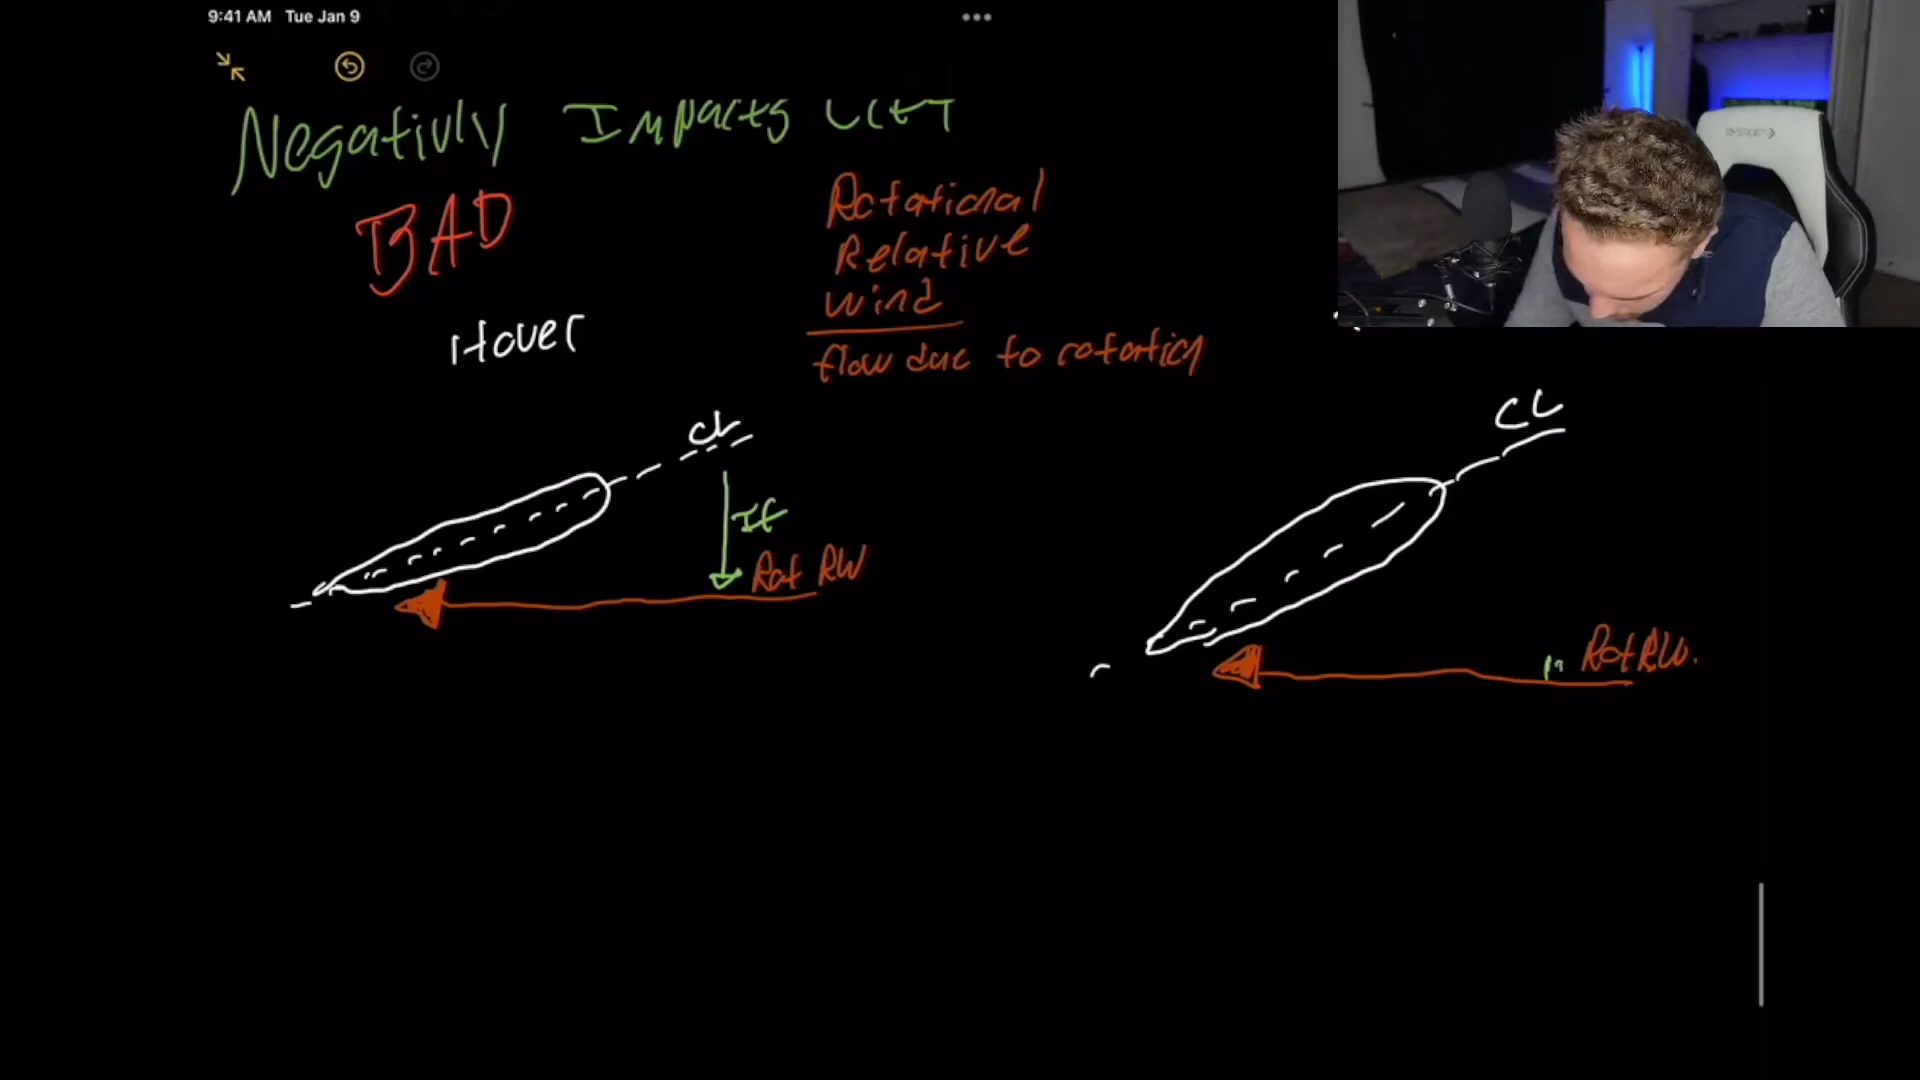 9:41 AM Tue Jan 9
Negativly Impacts LIFT
BAD
Rotational
Relative
Wind
flow due to rotation
Hover
CL
CL
If
Rot RW
Rot RW.